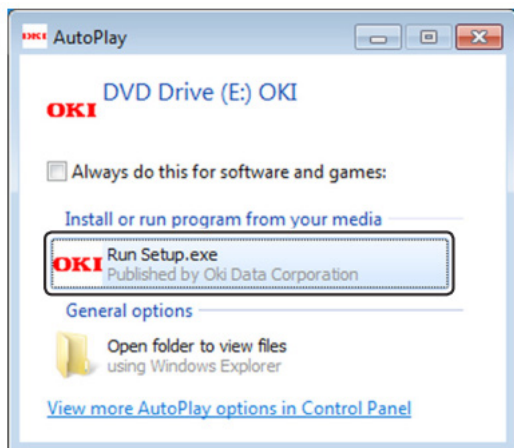 OKI AutoPlay
DVD Drive (E:) OKI
OKI
Always do this for software and games:
Install or run program from your media
OKI Run Setup.exe
Published by Oki Data Corporation
General options
Open folder to view files
using Windows Explorer
View more AutoPlay options in Control Panel